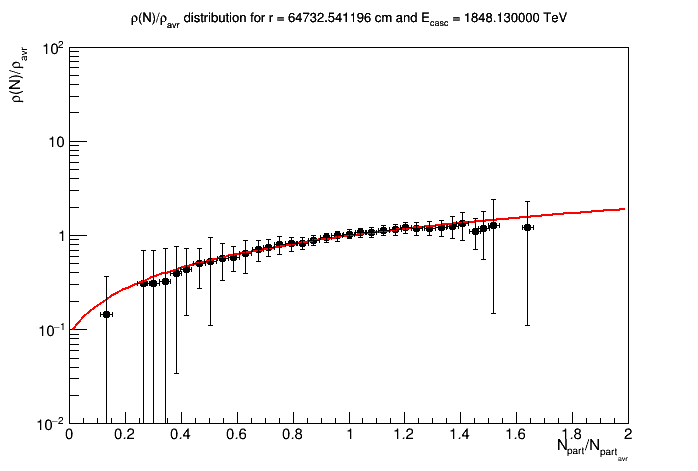 ρ(N)/ρavr distribution for r = 64732.541196 cm and Ecasc = 1848.130000 TeV
ρ(N)/ρavr
10²
10
1
10⁻¹
10⁻²
0 0.2 0.4 0.6 0.8 1 1.2 1.4 1.6 1.8 2
Npart/Npartavr